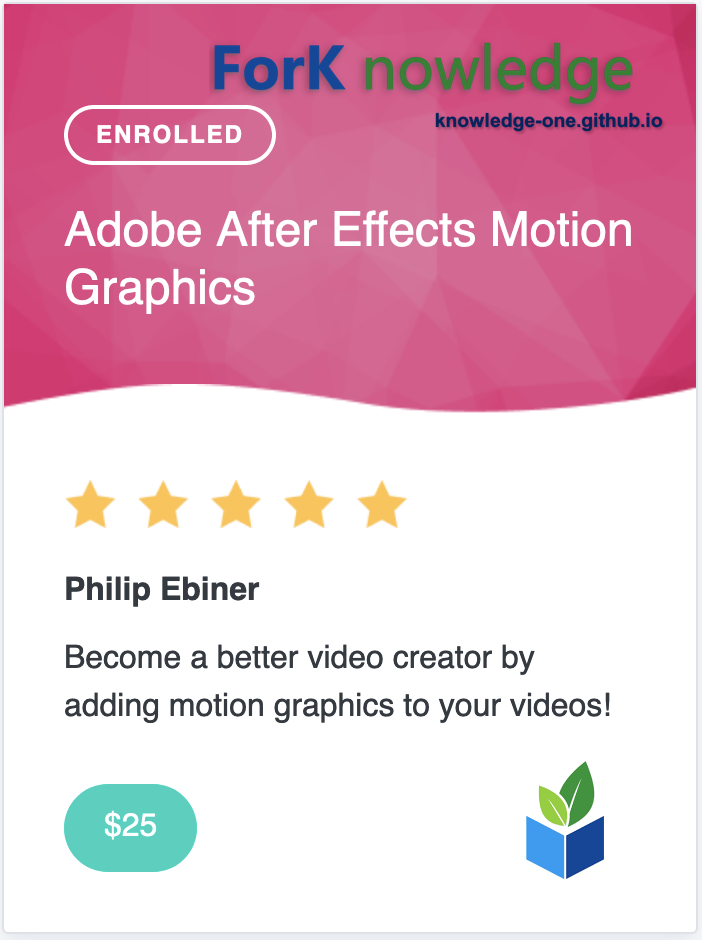 ForK nowledge
knowledge-one.github.io
ENROLLED
Adobe After Effects Motion
Graphics
Philip Ebiner
Become a better video creator by
adding motion graphics to your videos!
$25